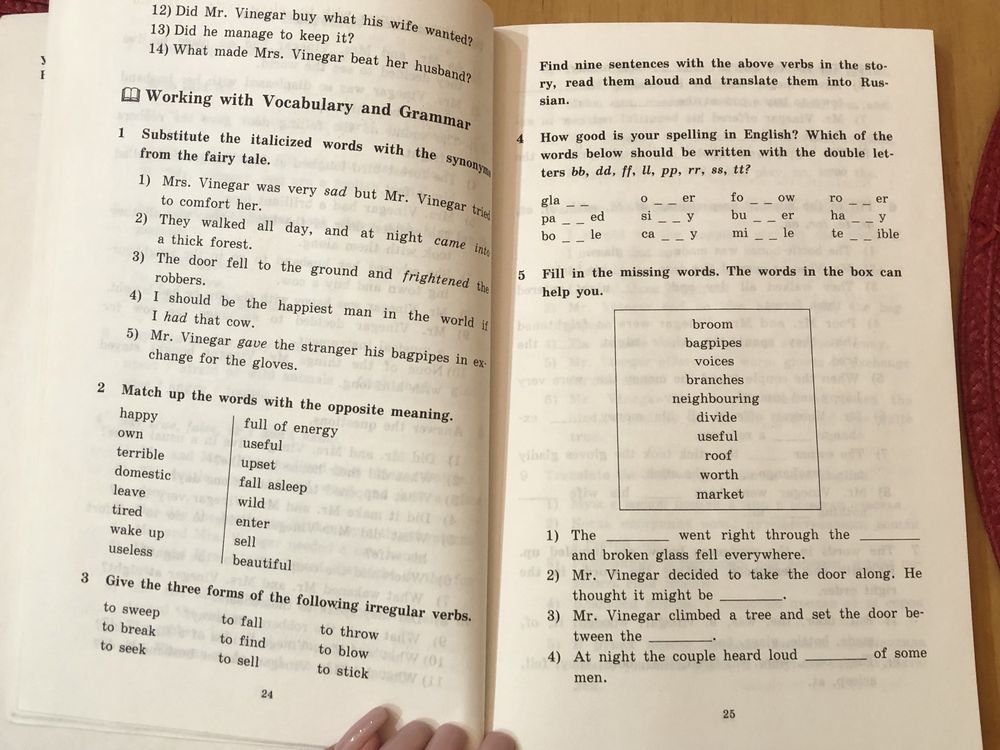 12) Did Mr. Vinegar buy what his wife wanted?
13) Did he manage to keep it?
14) What made Mrs. Vinegar beat her husband?
Working with Vocabulary and Grammar
1 Substitute the italicized words with the synonyms
from the fairy tale.
1) Mrs. Vinegar was very sad but Mr. Vinegar tried
to comfort her.
2) They walked all day, and at night came into
a thick forest.
3) The door fell to the ground and frightened the
robbers.
4) I should be the happiest man in the world if
I had that cow.
5) Mr. Vinegar gave the stranger his bagpipes in ex-
change for the gloves.
2 Match up the words with the opposite meaning.
happy
own
terrible
domestic
leave
tired
wake up
useless
full of energy
useful
upset
fall asleep
wild
enter
sell
beautiful
3 Give the three forms of the following irregular verbs.
to sweep to fall to throw
to break to find to blow
to seek to sell to stick
24
Find nine sentences with the above verbs in the sto-
ry, read them aloud and translate them into Rus-
sian.
4 How good is your spelling in English? Which of the
words below should be written with the double let-
ters bb, dd, ff, ll, pp, rr, ss, tt?
gla _ _ o _ _ er fo _ _ ow ro _ _ er
pa _ _ ed si _ _ y bu _ _ er ha _ _ y
bo _ _ le ca _ _ y mi _ _ le te _ _ ible
5 Fill in the missing words. The words in the box can
help you.
broom
bagpipes
voices
branches
neighbouring
divide
useful
roof
worth
market
1) The ________ went right through the ________
and broken glass fell everywhere.
2) Mr. Vinegar decided to take the door along. He
thought it might be ________.
3) Mr. Vinegar climbed a tree and set the door be-
tween the ________.
4) At night the couple heard loud ________ of some
men.
25